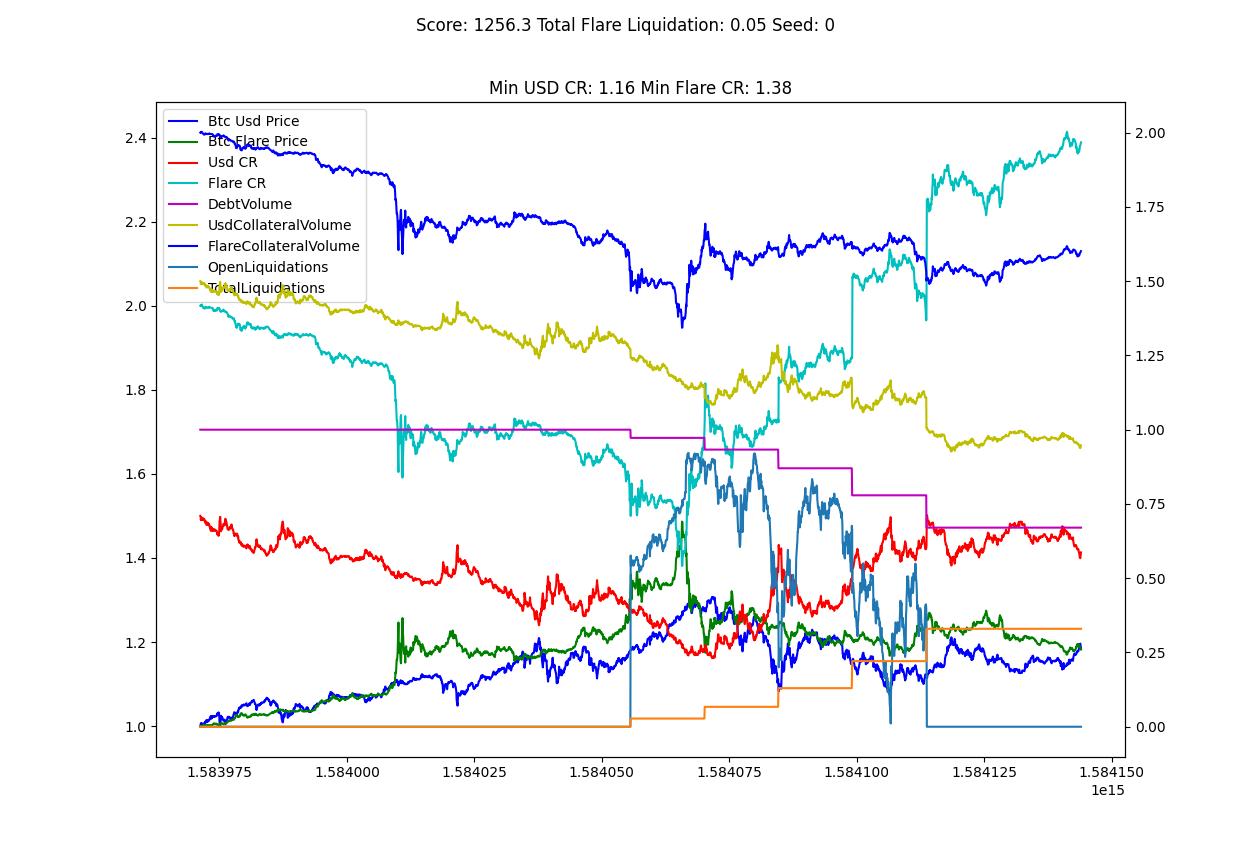 Score: 1256.3 Total Flare Liquidation: 0.05 Seed: 0
Min USD CR: 1.16 Min Flare CR: 1.38
Btc Usd Price
Btc Flare Price
Usd CR
Flare CR
DebtVolume
UsdCollateralVolume
FlareCollateralVolume
OpenLiquidations
TotalLiquidations
2.4
2.2
2.0
1.8
1.6
1.4
1.2
1.0
2.00
1.75
1.50
1.25
1.00
0.75
0.50
0.25
0.00
1.583975 1.584000 1.584025 1.584050 1.584075 1.584100 1.584125 1.584150
1e15